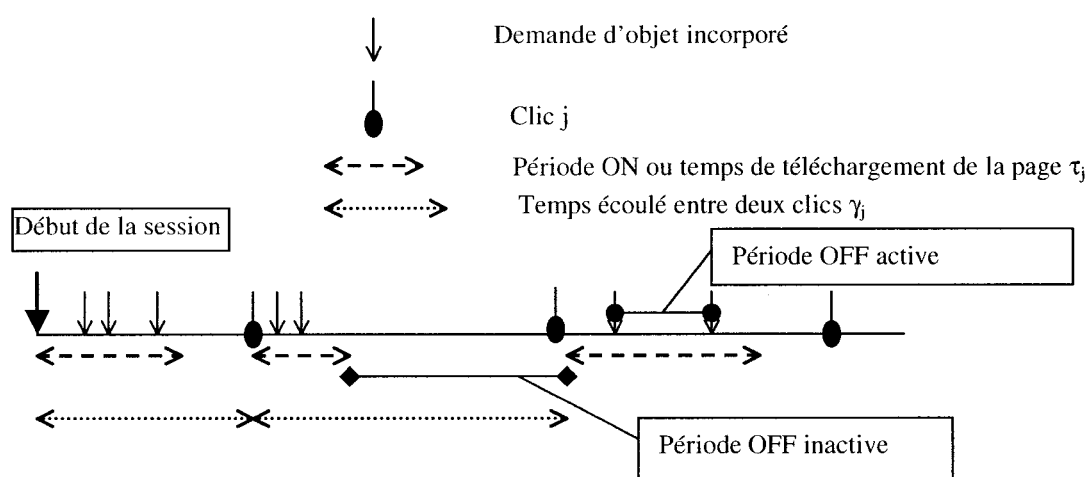 Demande d'objet incorporé
Clic j
Période ON ou temps de téléchargement de la page τj
Temps écoulé entre deux clics γj
Début de la session
Période OFF active
Période OFF inactive